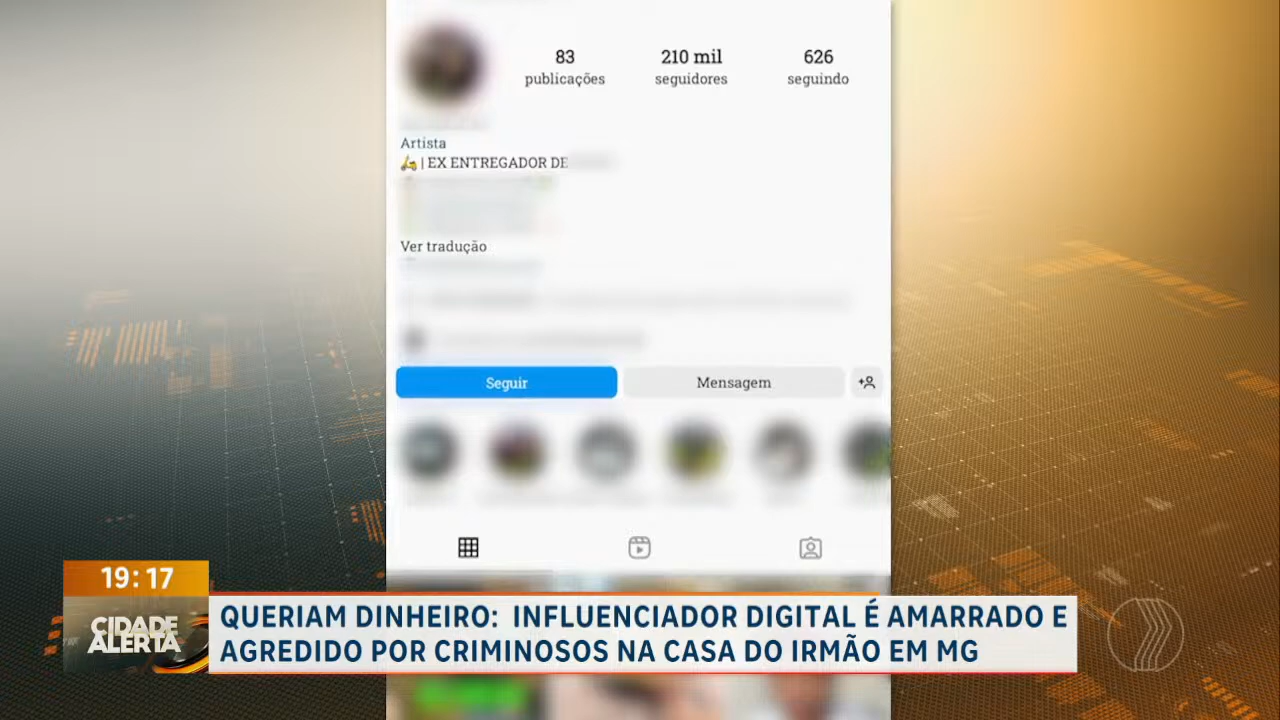 83
210 mil
626
publicações
seguidores
seguindo
Artista
| EX ENTREGADOR DE
Ver tradução
Seguir
Mensagem
19:17
CIDADE
ALERTA
QUERIAM DINHEIRO: INFLUENCIADOR DIGITAL É AMARRADO E
AGREDIDO POR CRIMINOSOS NA CASA DO IRMÃO EM MG